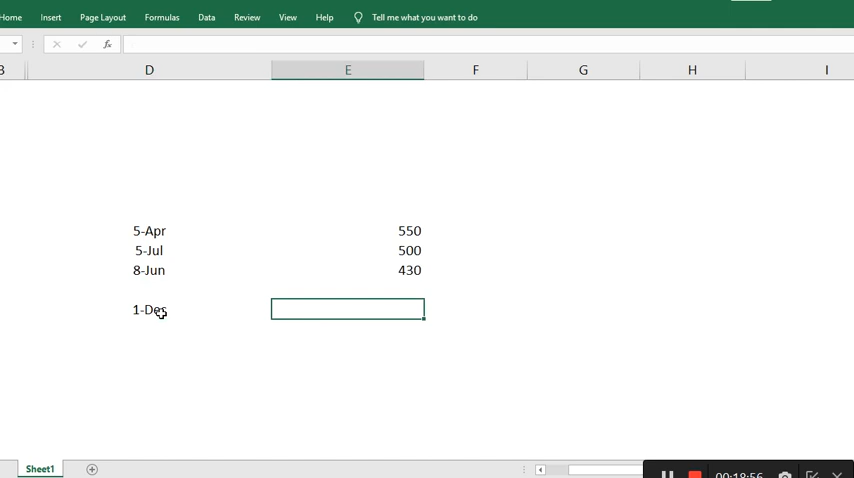 Home Insert Page Layout Formulas Data Review View Help Tell me what you want to do
fx
B D E F G H I
5-Apr 550
5-Jul 500
8-Jun 430
1-Dec
Sheet1
00:18:56